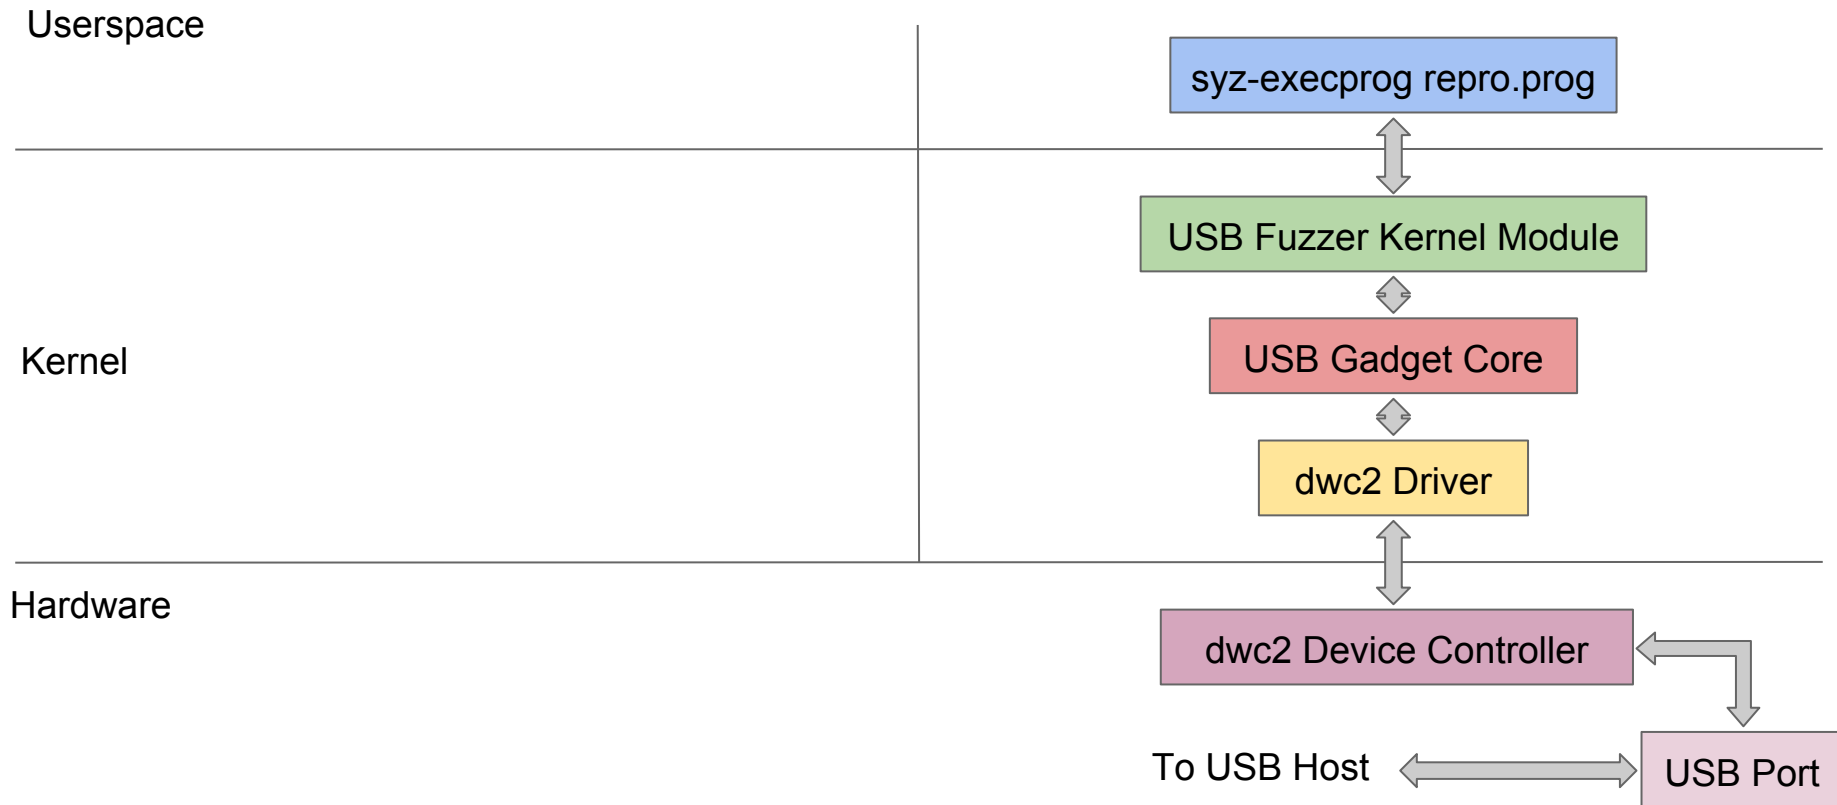 Userspace
syz-execprog repro.prog
USB Fuzzer Kernel Module
Kernel
USB Gadget Core
dwc2 Driver
Hardware
dwc2 Device Controller
To USB Host
USB Port